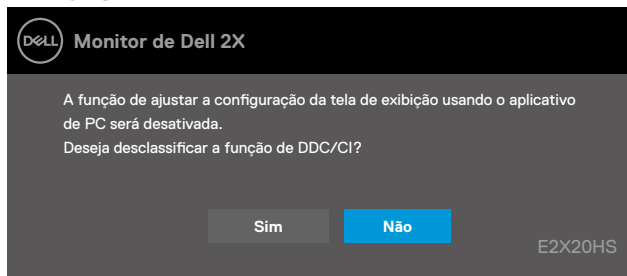 DELL Monitor de Dell 2X
A função de ajustar a configuração da tela de exibição usando o aplicativo
de PC será desativada.
Deseja desclassificar a função de DDC/CI?
Sim Não
E2X20HS